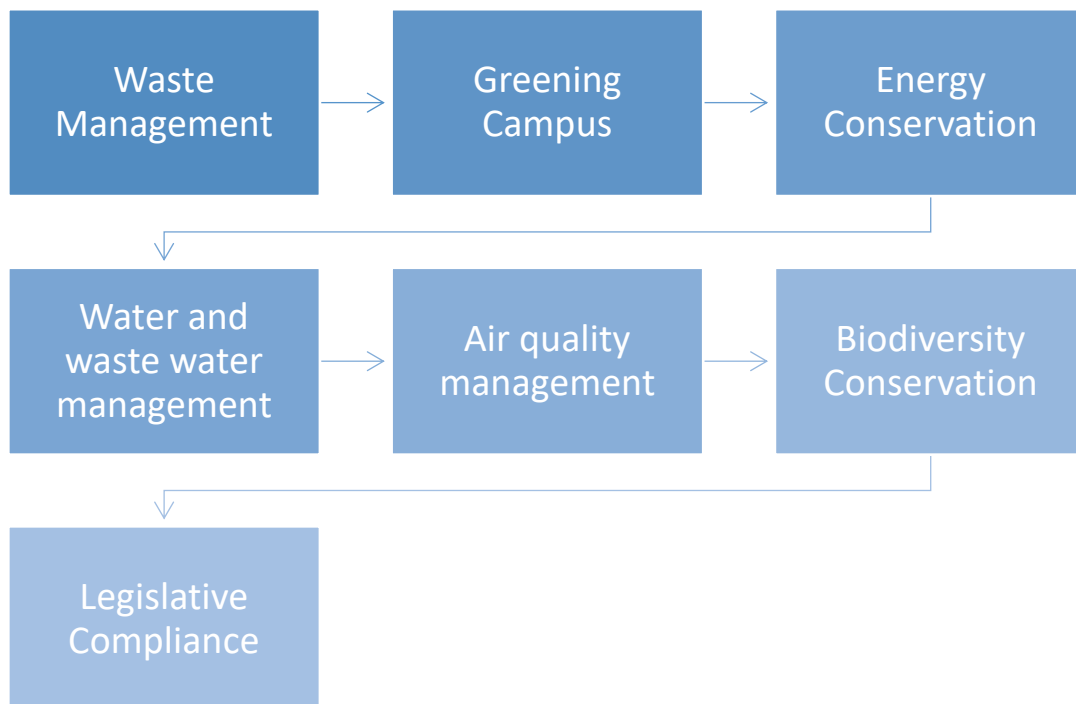 Waste
Management
Greening
Campus
Energy
Conservation
Water and
waste water
management
Air quality
management
Biodiversity
Conservation
Legislative
Compliance